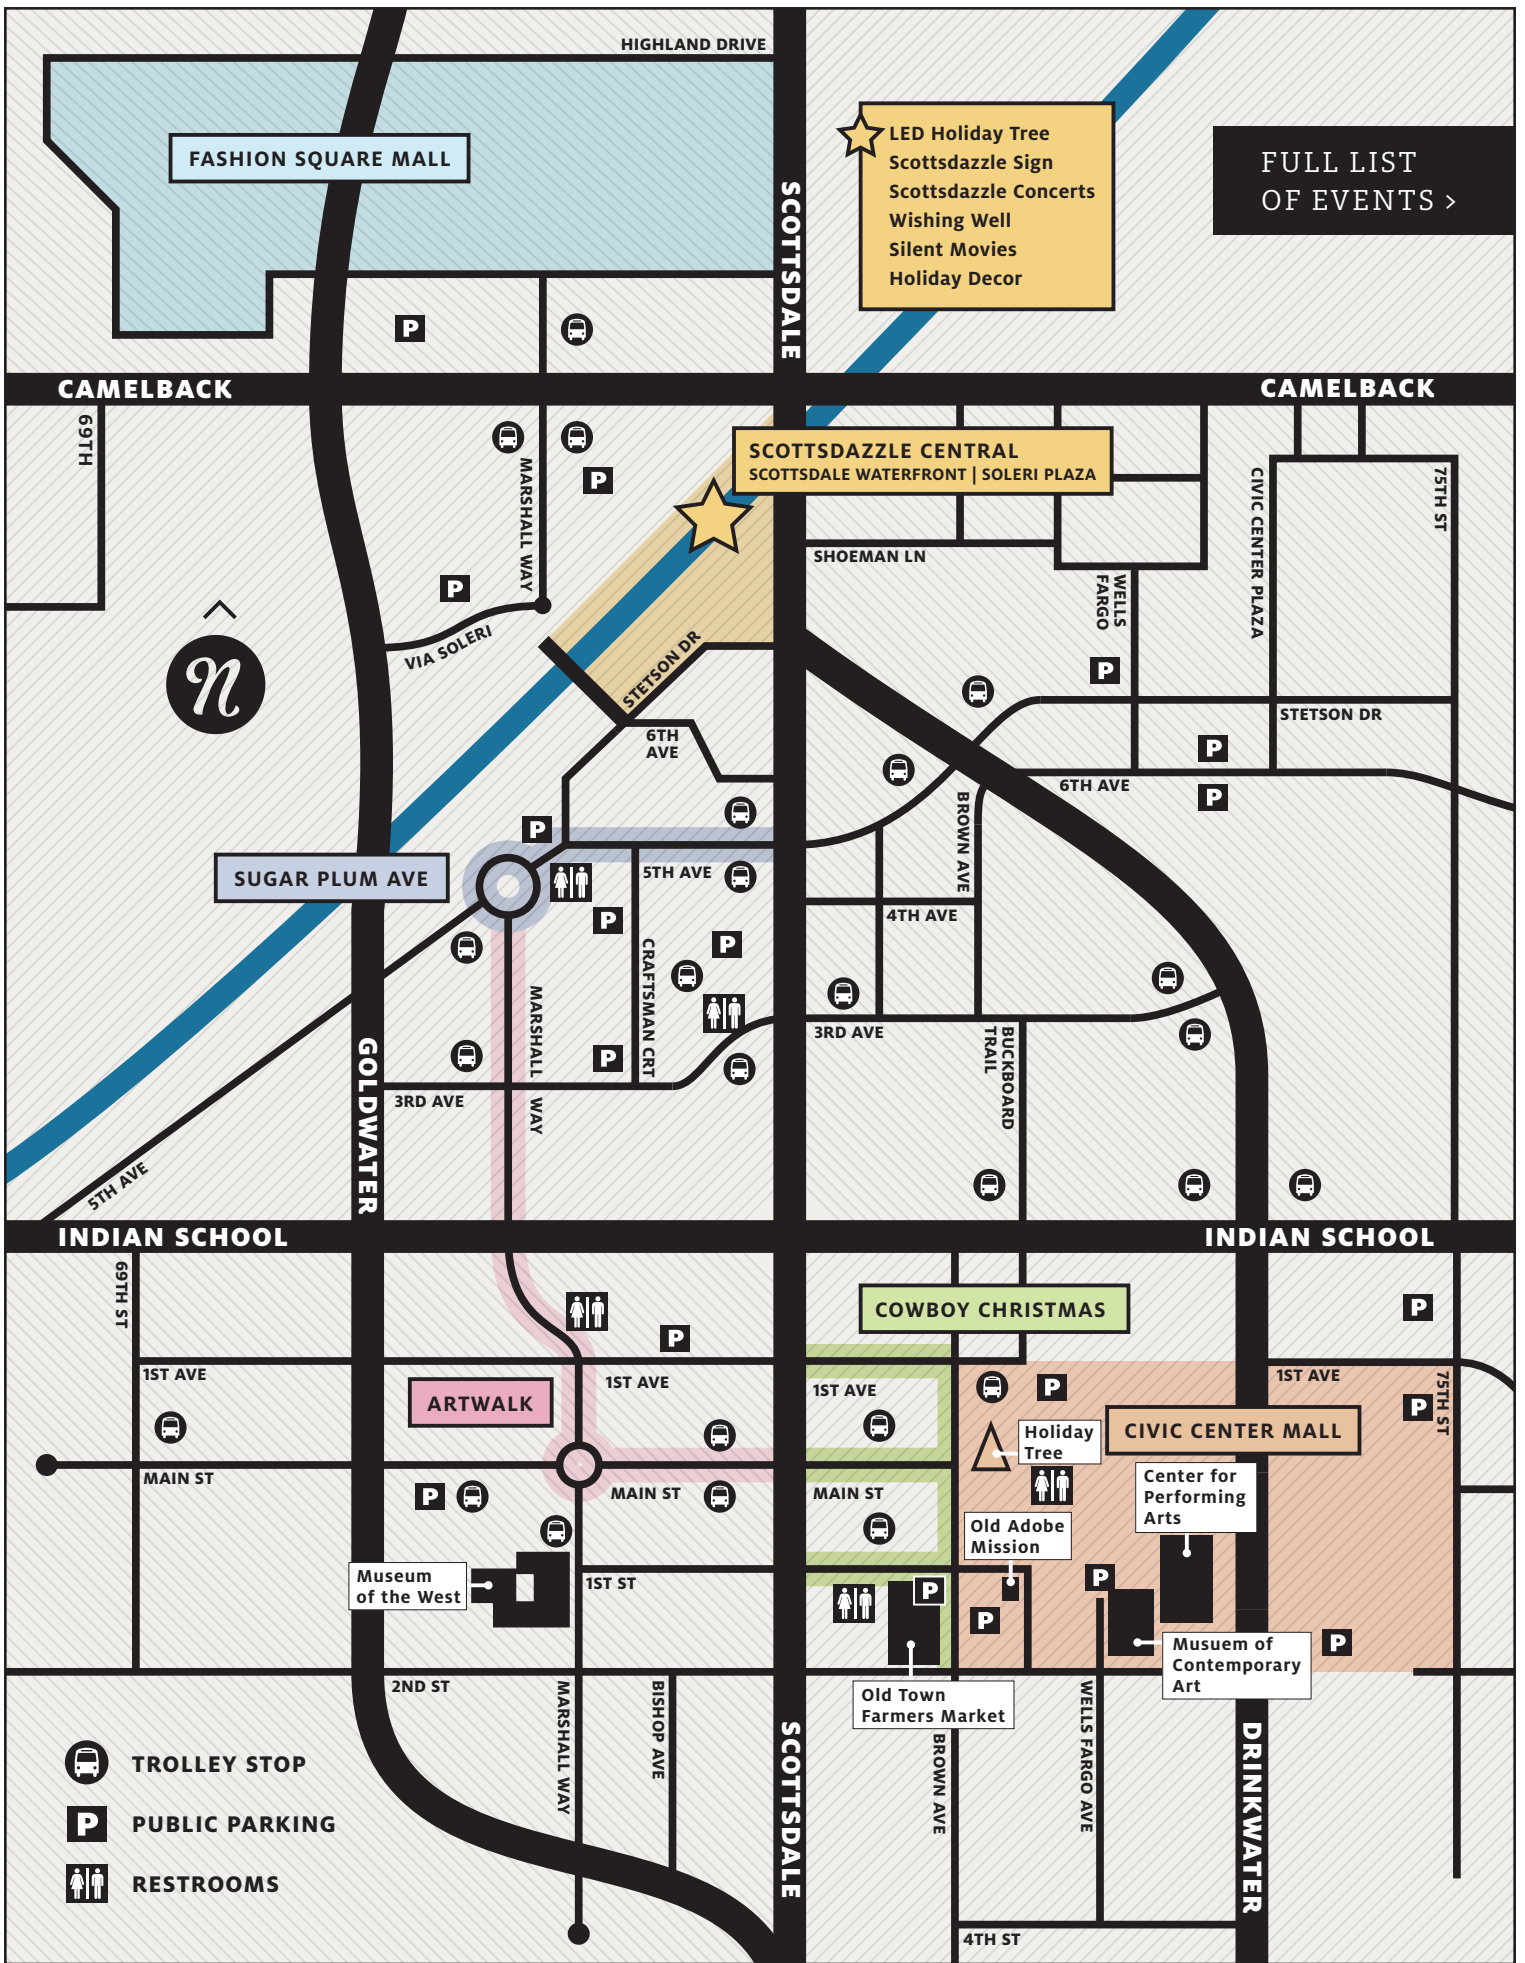 HIGHLAND DRIVE
FASHION SQUARE MALL
SCOTTSDALE
LED Holiday Tree
Scottsdazzle Sign
Scottsdazzle Concerts
Wishing Well
Silent Movies
Holiday Decor
FULL LIST
OF EVENTS >
P
CAMELBACK
CAMELBACK
69TH
MARSHALL WAY
P
SCOTTSDAZZLE CENTRAL
SCOTTSDALE WATERFRONT | SOLERI PLAZA
CIVIC CENTER PLAZA
75TH ST
SHOEMAN LN
WELLS
FARGO
P
VIA SOLERI
N
STETSON DR
P
STETSON DR
6TH
AVE
P
6TH AVE
P
BROWN AVE
P
SUGAR PLUM AVE
5TH AVE
4TH AVE
P
P
CRAFTSMAN CRT
MARSHALL WAY
GOLDWATER
P
3RD AVE
3RD AVE
BUCKBOARD
TRAIL
5TH AVE
INDIAN SCHOOL
INDIAN SCHOOL
69TH ST
COWBOY CHRISTMAS
P
P
1ST AVE
1ST AVE
1ST AVE
1ST AVE
75TH ST
ARTWALK
P
P
CIVIC CENTER MALL
Holiday
Tree
MAIN ST
MAIN ST
MAIN ST
P
Center for
Performing
Arts
Old Adobe
Mission
Museum
of the West
1ST ST
P
P
P
P
Musuem of
Contemporary
Art
2ND ST
Old Town
Farmers Market
MARSHALL WAY
BISHOP AVE
SCOTTSDALE
BROWN AVE
WELLS FARGO AVE
DRINKWATER
TROLLEY STOP
P
PUBLIC PARKING
RESTROOMS
4TH ST